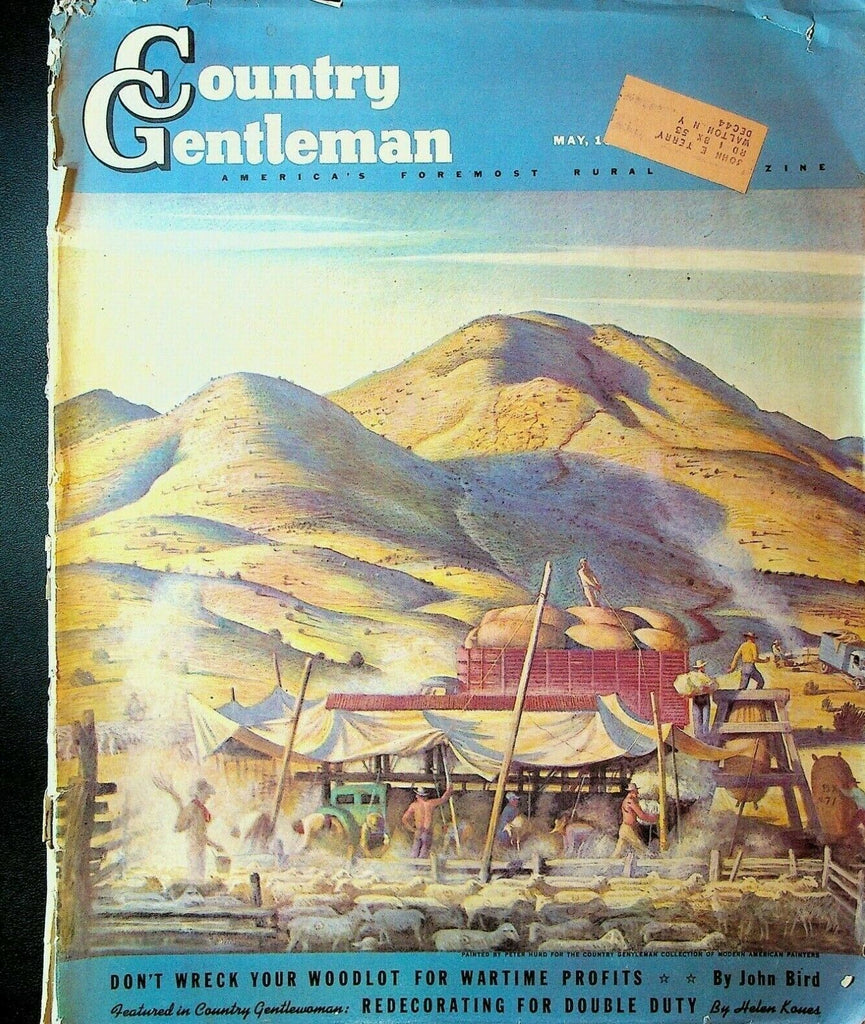 Country
Gentleman
MAY, 1
AMERICA'S FOREMOST RURAL ZINE
JOHN E TERRY
RD 1 BX 55
WALTON N Y
DEC44
PAINTED BY PETER HURD FOR THE COUNTRY GENTLEMAN COLLECTION OF MODERN AMERICAN PAINTERS
DON'T WRECK YOUR WOODLOT FOR WARTIME PROFITS ☆ ☆ By John Bird
Featured in Country Gentlewoman: REDECORATING FOR DOUBLE DUTY By Helen Koues